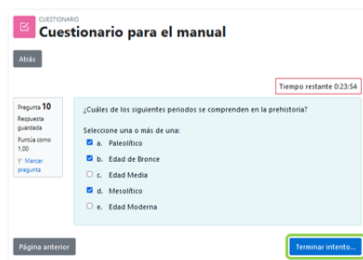 CUESTIONARIO
Cuestionario para el manual
Atrás
Tiempo restante 0:23:54
Pregunta 10
Respuesta
guardada
Puntúa como
1,00
Marcar
pregunta
¿Cuáles de los siguientes periodos se comprenden en la prehistoria?
Seleccione una o más de una:
a. Paleolítico
b. Edad de Bronce
c. Edad Media
d. Mesolítico
e. Edad Moderna
Página anterior
Terminar intento...